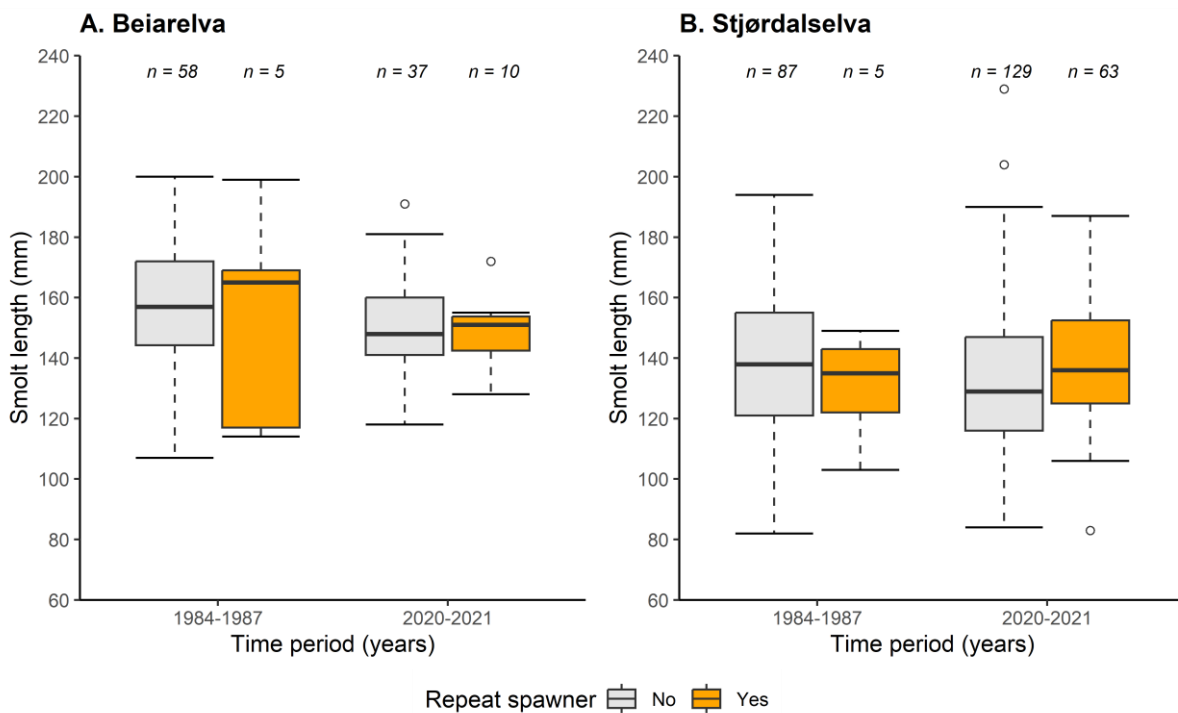 A. Beiarelva
240
220
200
180
160
140
120
100
80
60
Smolt length (mm)
n = 58
n = 5
n = 37
n = 10
1984-1987
2020-2021
Time period (years)
B. Stjørdalselva
240
220
200
180
160
140
120
100
80
60
Smolt length (mm)
n = 87
n = 5
n = 129
n = 63
1984-1987
2020-2021
Time period (years)
Repeat spawner No Yes